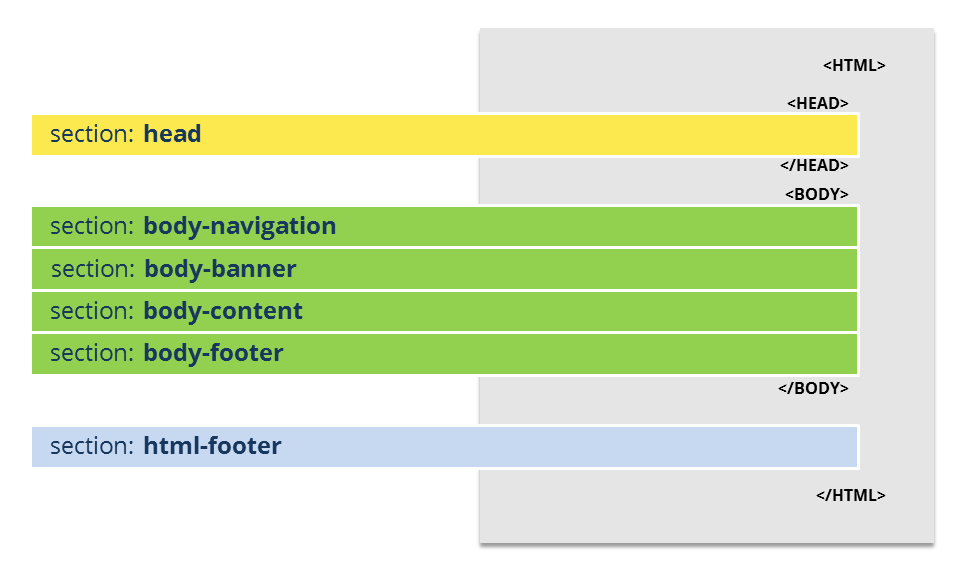 <HTML>
<HEAD>
section: head
</HEAD>
<BODY>
section: body-navigation
section: body-banner
section: body-content
section: body-footer
</BODY>
section: html-footer
</HTML>